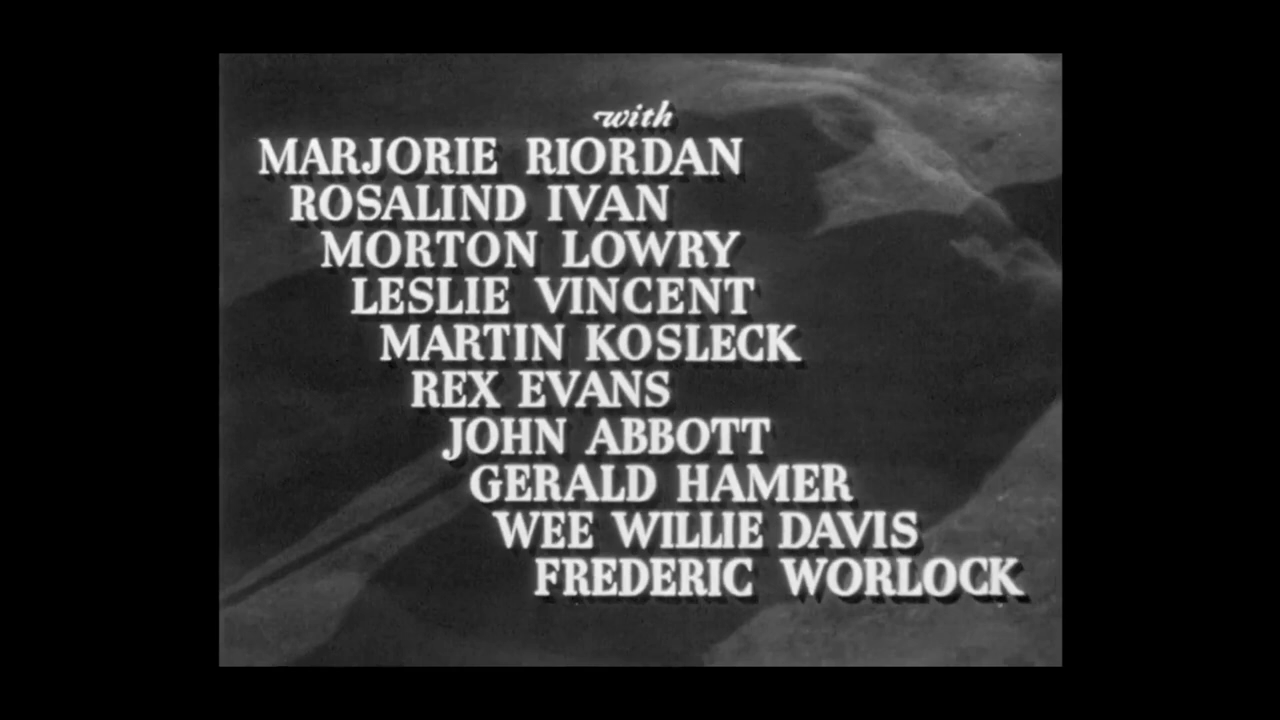 with
MARJORIE RIORDAN
ROSALIND IVAN
MORTON LOWRY
LESLIE VINCENT
MARTIN KOSLECK
REX EVANS
JOHN ABBOTT
GERALD HAMER
WEE WILLIE DAVIS
FREDERIC WORLOCK